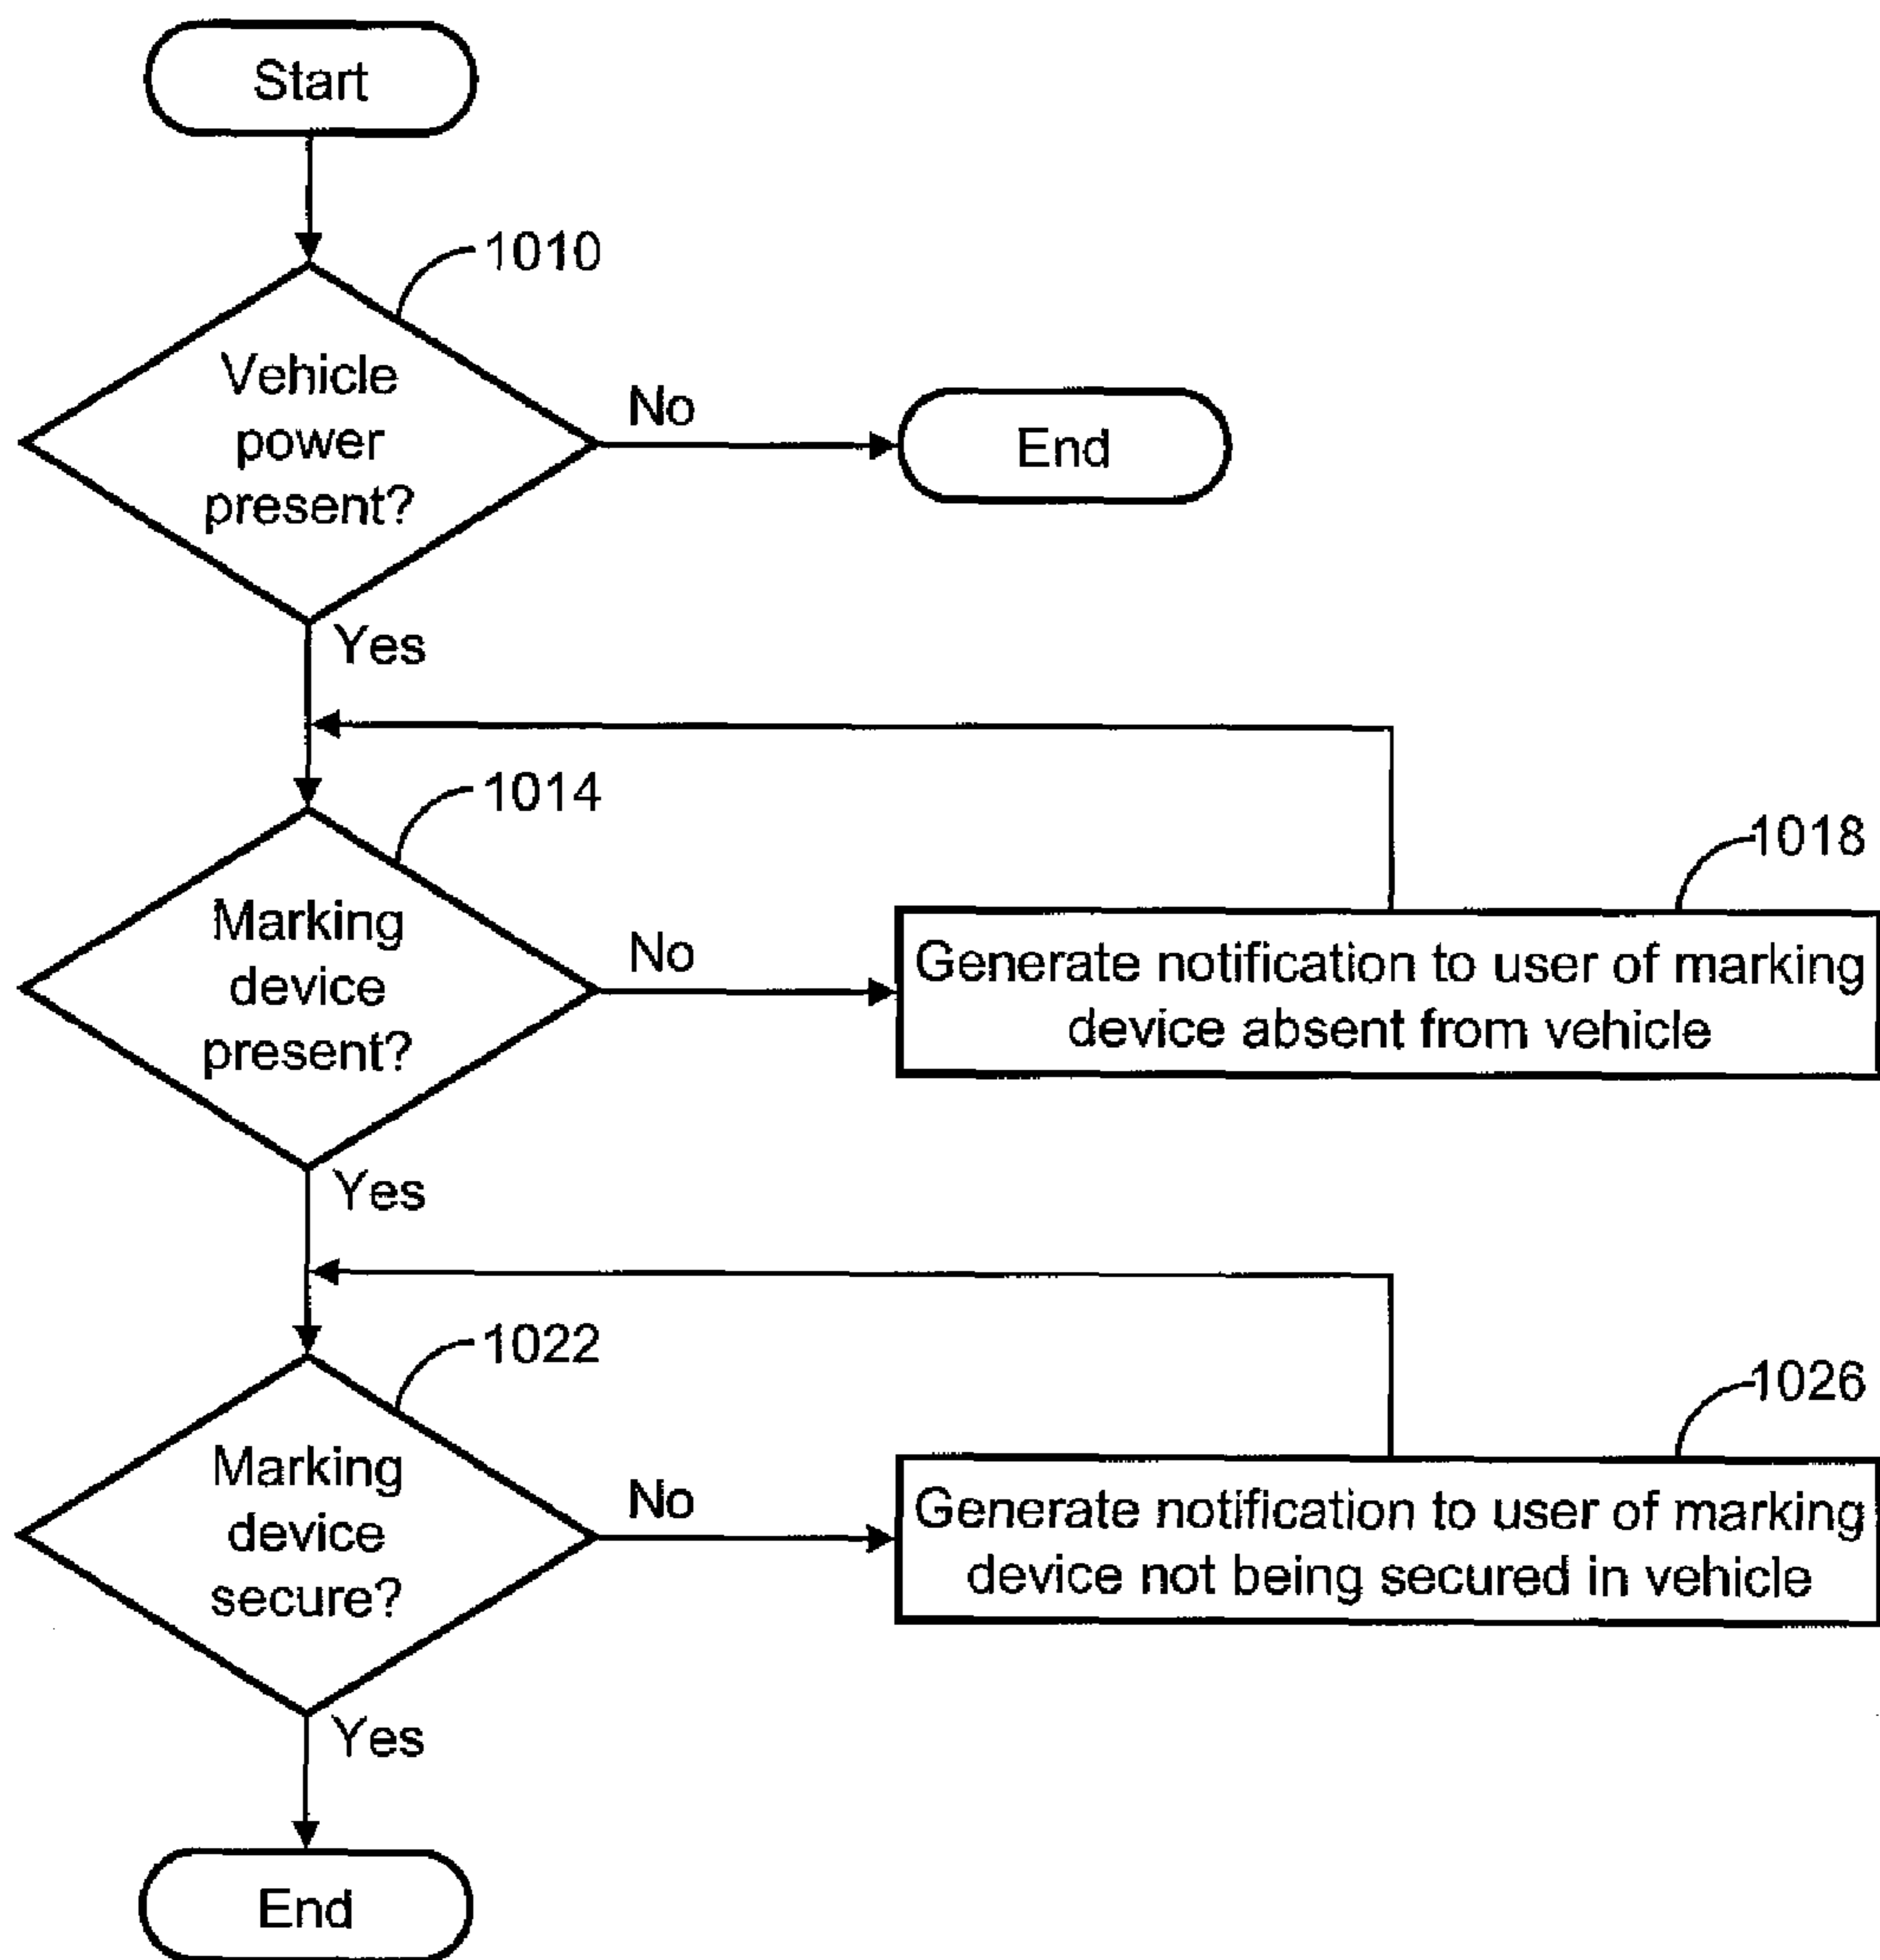 Start
1010
Vehicle
power
present?
No
End
Yes
1014
Marking
device
present?
No
1018
Generate notification to user of marking
device absent from vehicle
Yes
1022
Marking
device
secure?
No
1026
Generate notification to user of marking
device not being secured in vehicle
Yes
End